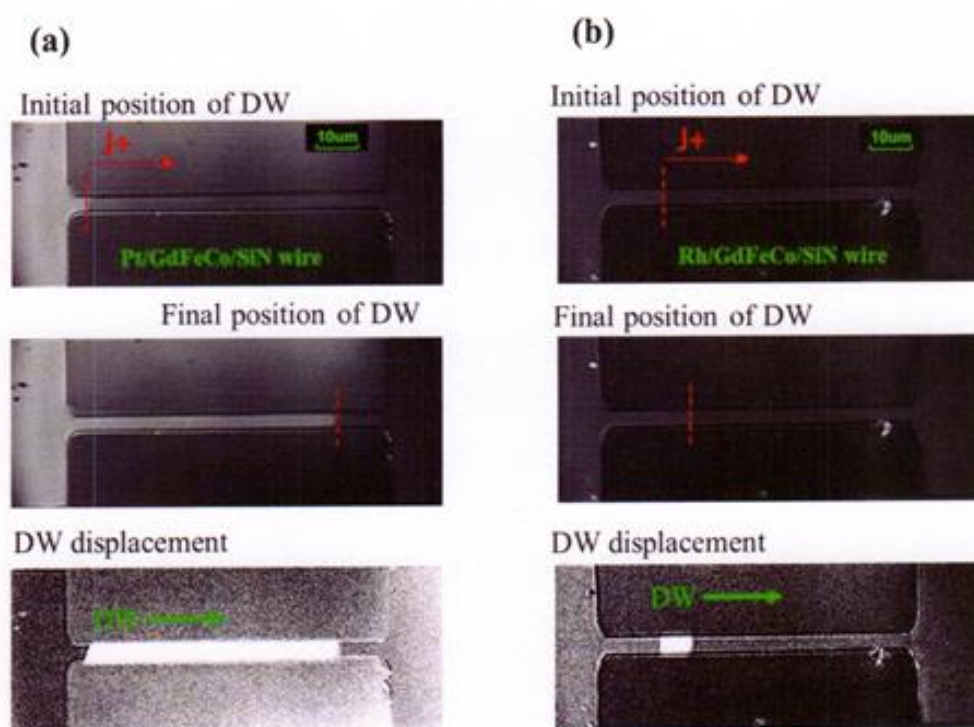 (a)
Initial position of DW
J+
10um
Pt/GdFeCo/SiN wire
Final position of DW
DW displacement
DW
(b)
Initial position of DW
J+
10um
Rh/GdFeCo/SiN wire
Final position of DW
DW displacement
DW